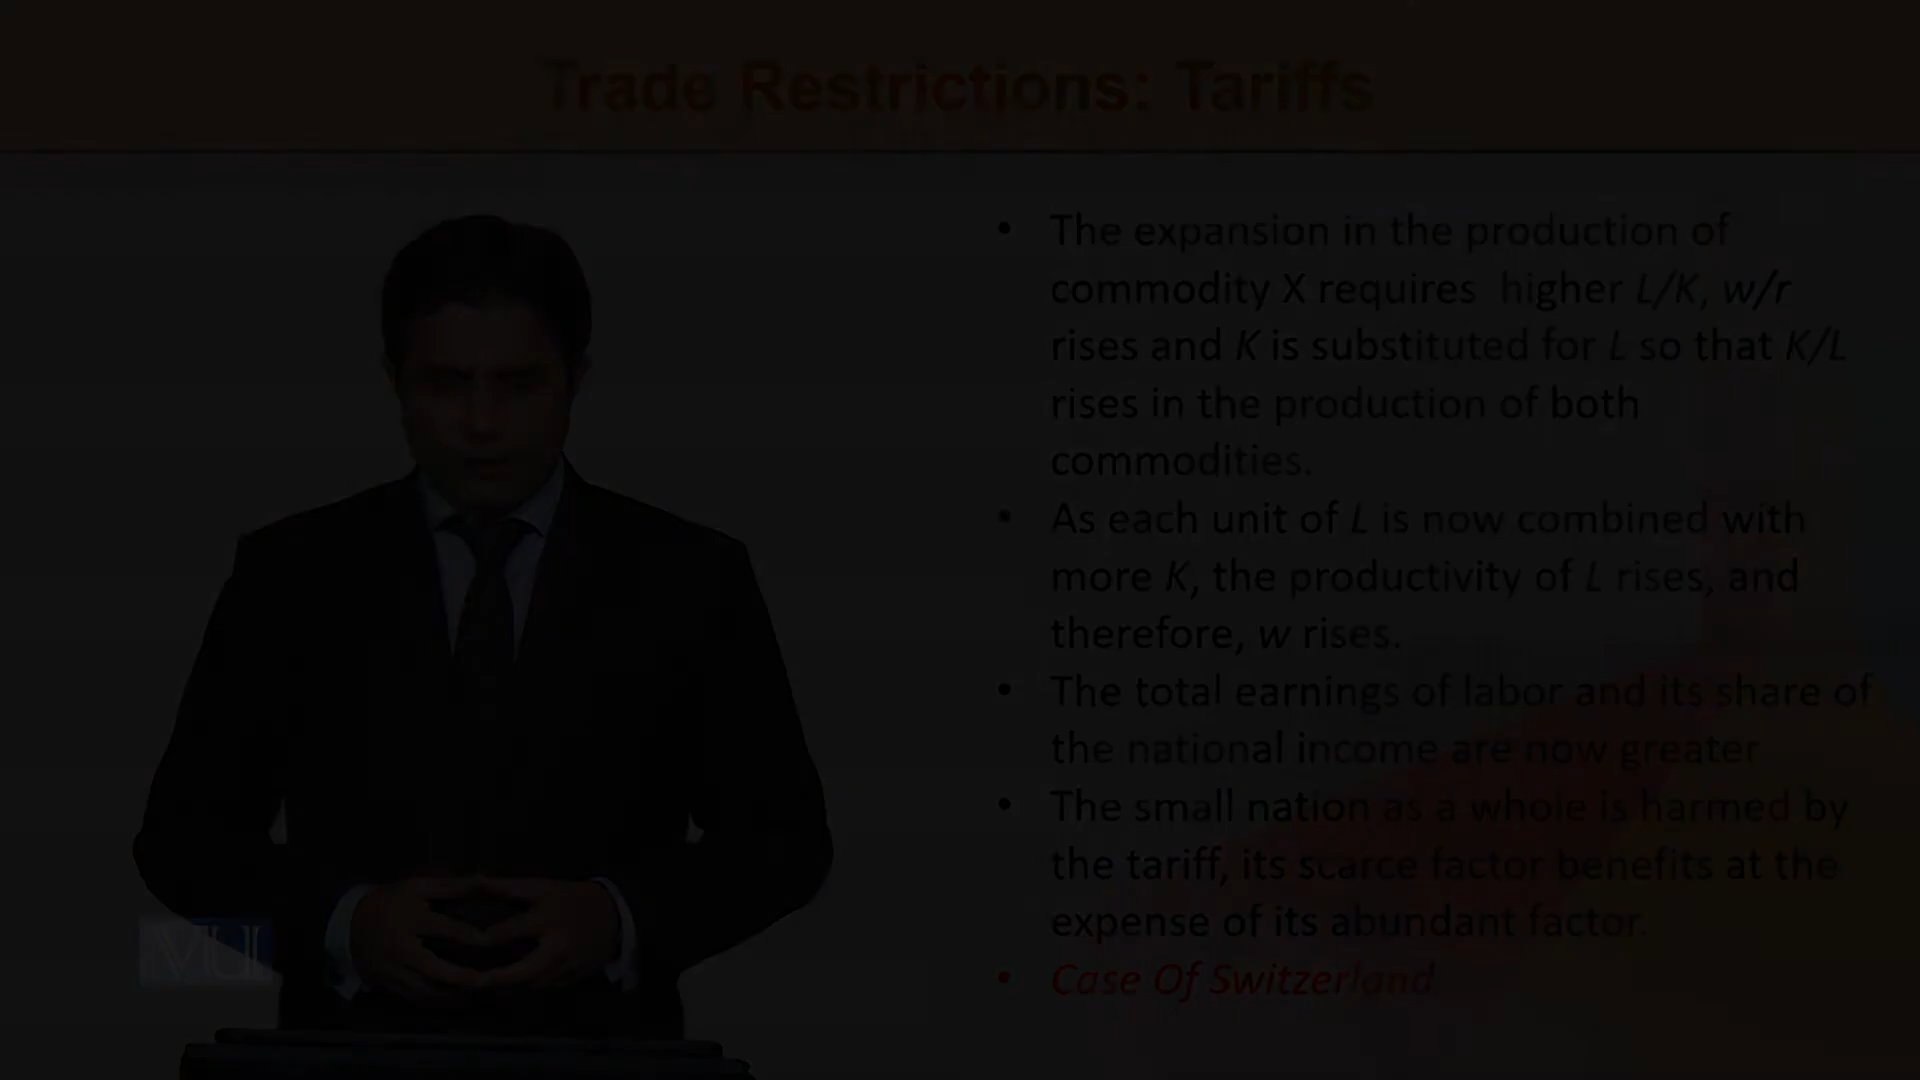 Trade Restrictions: Tariffs
• The expansion in the production of
commodity X requires higher L/K, w/r
rises and K is substituted for L so that K/L
rises in the production of both
commodities.
• As each unit of L is now combined with
more K, the productivity of L rises, and
therefore, w rises.
• The total earnings of labor and its share of
the national income are now greater
• The small nation as a whole is harmed by
the tariff, its scarce factor benefits at the
expense of its abundant factor.
• Case Of Switzerland
VU